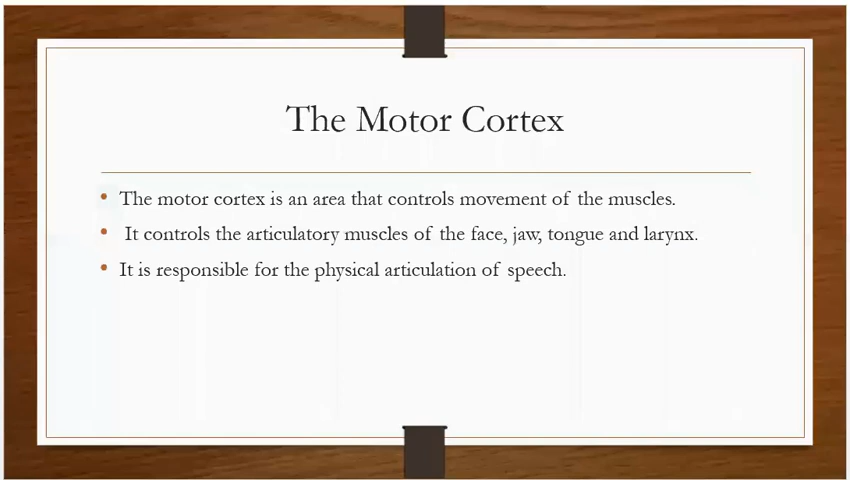 The Motor Cortex
• The motor cortex is an area that controls movement of the muscles.
• It controls the articulatory muscles of the face, jaw, tongue and larynx.
• It is responsible for the physical articulation of speech.